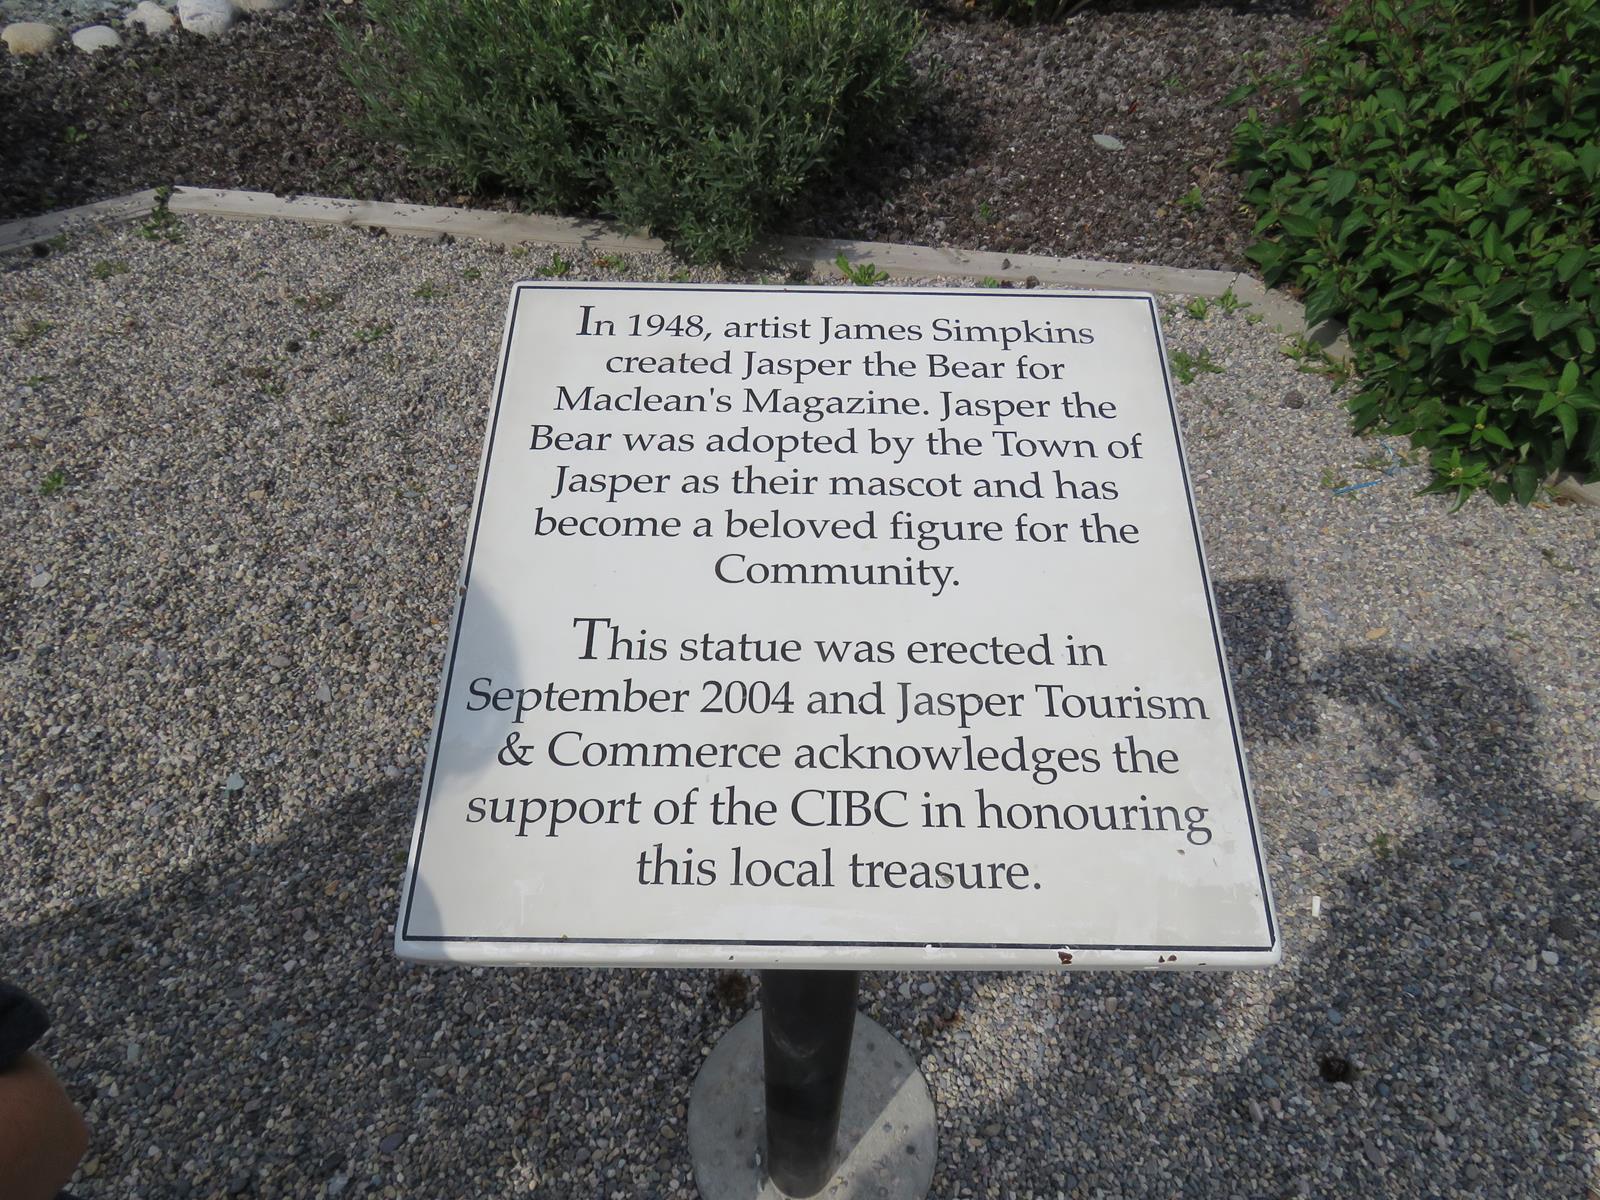 In 1948, artist James Simpkins
created Jasper the Bear for
Maclean's Magazine. Jasper the
Bear was adopted by the Town of
Jasper as their mascot and has
become a beloved figure for the
Community.
This statue was erected in
September 2004 and Jasper Tourism
& Commerce acknowledges the
support of the CIBC in honouring
this local treasure.